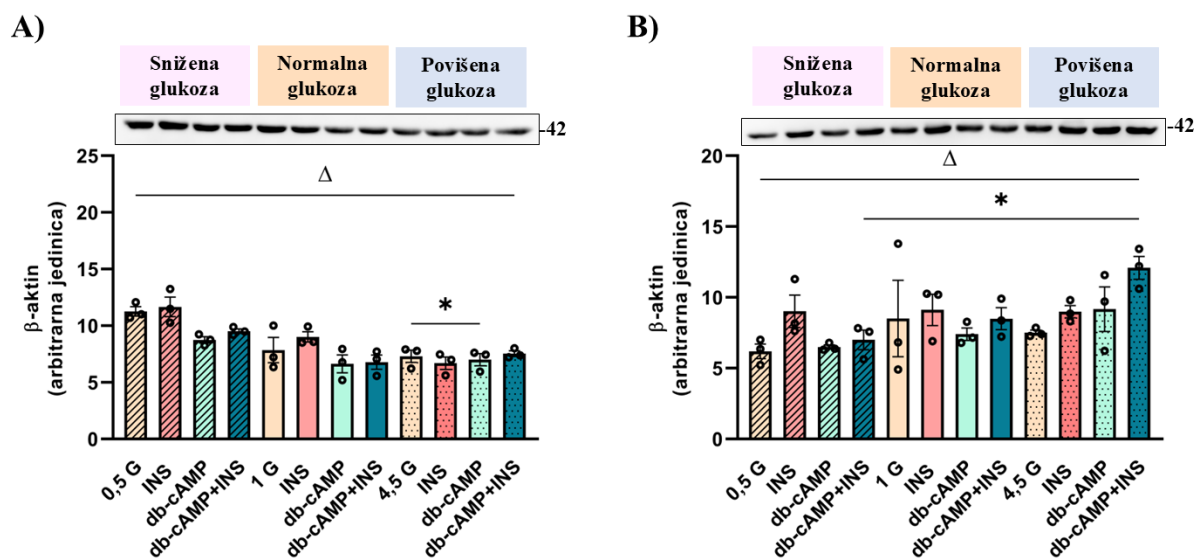 A)
Snižena
glukoza
Normalna
glukoza
Povišena
glukoza
-42
Δ
*
25
20
15
10
5
0
β-aktin
(arbitrarna jedinica)
0,5 G
INS
db-cAMP
db-cAMP+INS
1 G
INS
db-cAMP
db-cAMP+INS
4,5 G
INS
db-cAMP
db-cAMP+INS
B)
Snižena
glukoza
Normalna
glukoza
Povišena
glukoza
-42
Δ
*
20
15
10
5
0
β-aktin
(arbitrarna jedinica)
0,5 G
INS
db-cAMP
db-cAMP+INS
1 G
INS
db-cAMP
db-cAMP+INS
4,5 G
INS
db-cAMP
db-cAMP+INS